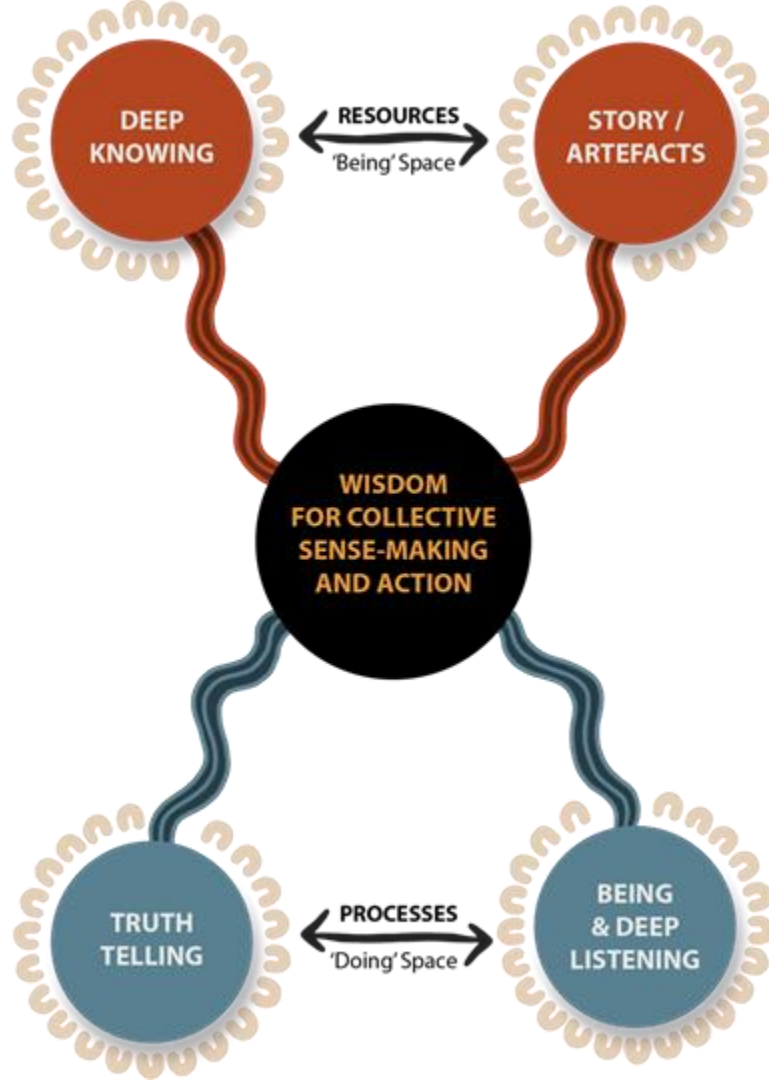 DEEP
KNOWING
RESOURCES
'Being' Space
STORY /
ARTEFACTS
WISDOM
FOR COLLECTIVE
SENSE-MAKING
AND ACTION
TRUTH
TELLING
PROCESSES
'Doing' Space
BEING
& DEEP
LISTENING